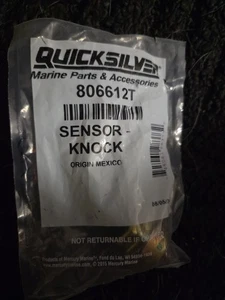 QUICKSILVER
Marine Parts & Accessories
806612T
SENSOR -
KNOCK
ORIGIN MEXICO
NOT RETURNABLE IF